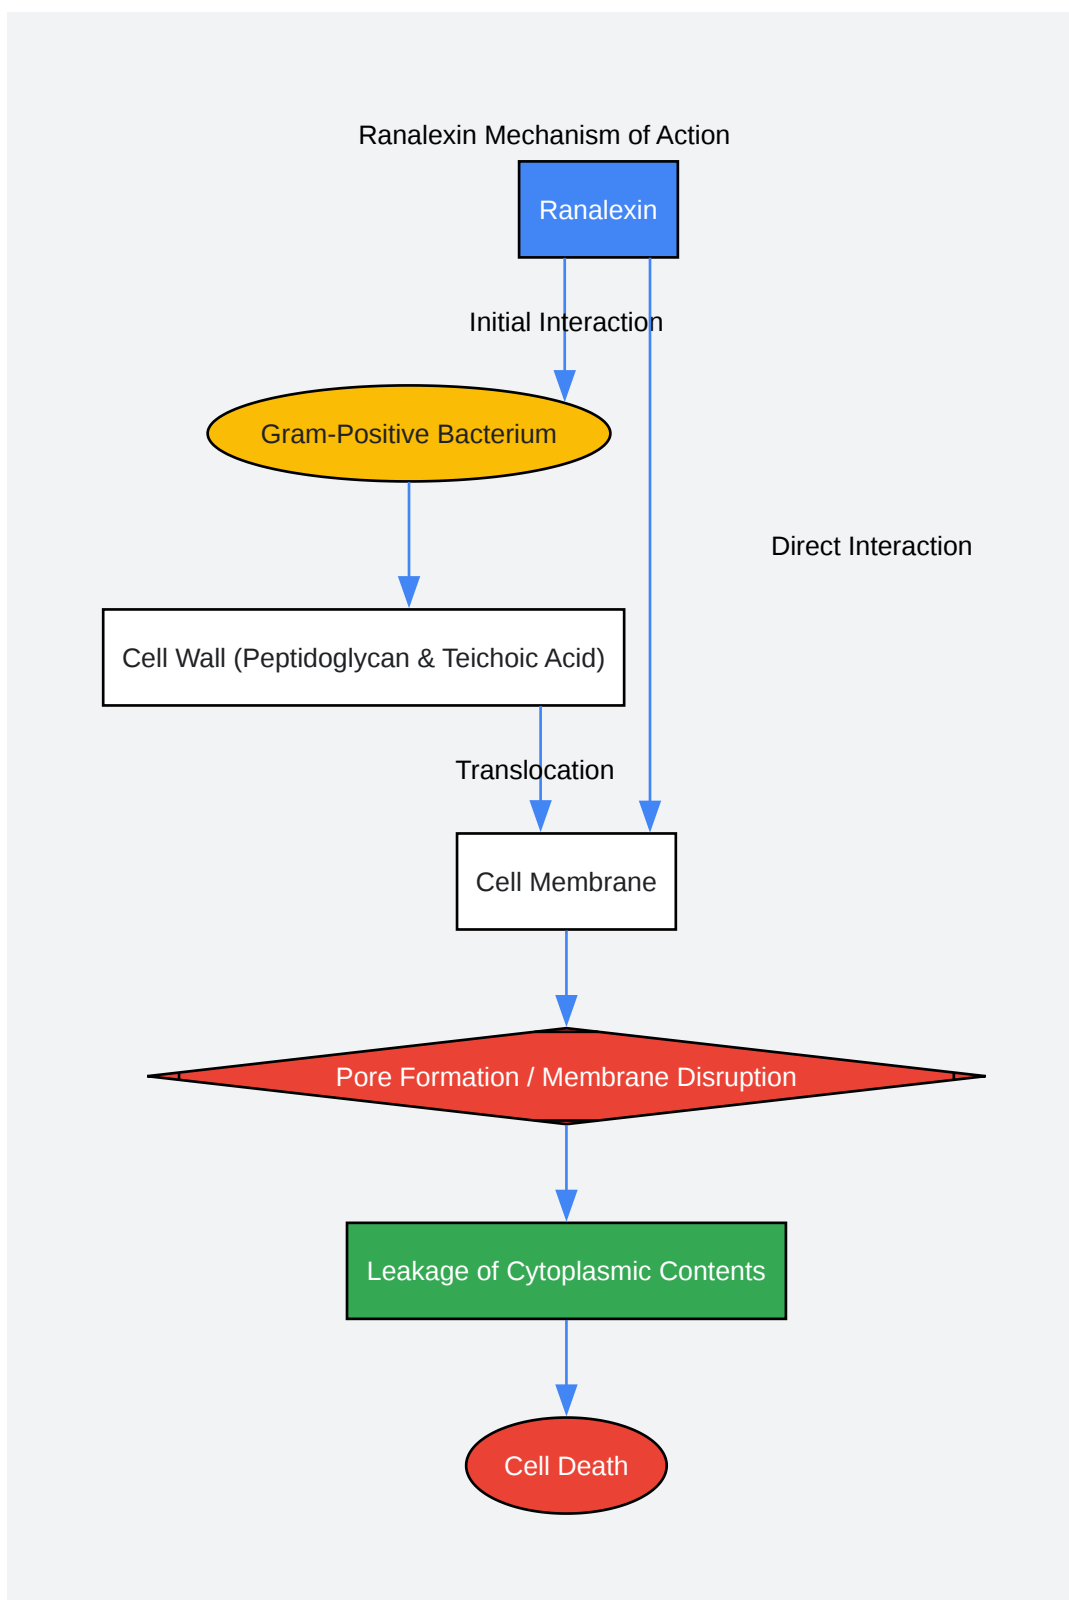 Ranalexin Mechanism of Action
Ranalexin
Initial Interaction
Gram-Positive Bacterium
Direct Interaction
Cell Wall (Peptidoglycan & Teichoic Acid)
Translocation
Cell Membrane
Pore Formation / Membrane Disruption
Leakage of Cytoplasmic Contents
Cell Death